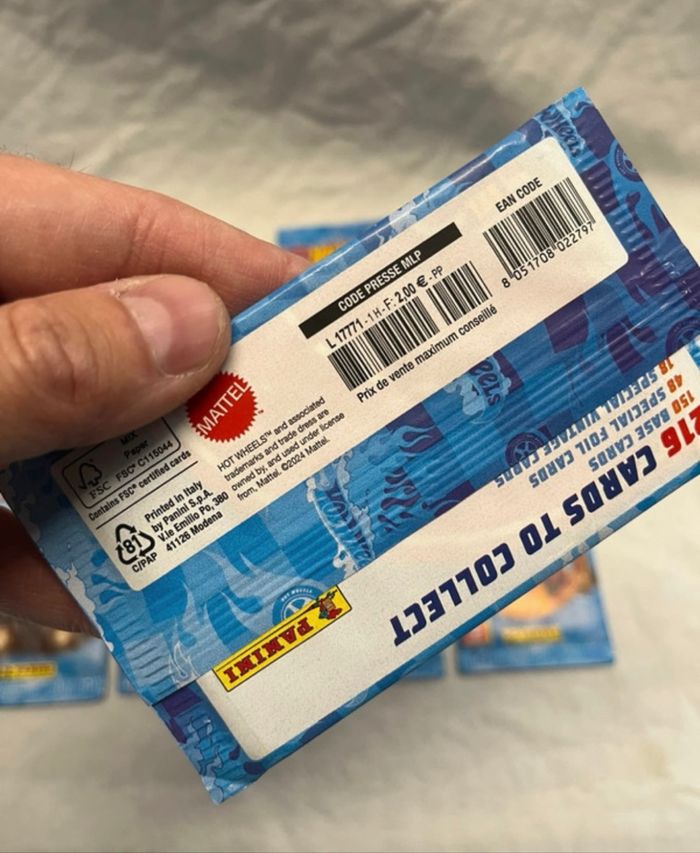 CODE PRESSE MLP
L 17771 - 1 H - F: 2,00 € - PP
Prix de vente maximum conseillé
EAN CODE
8 051708 022797
MATTEL
HOT WHEELS™ and associated
trademarks and trade dress are
owned by, and used under license
from, Mattel. ©2024 Mattel.
MIX
Paper
FSC
FSC® C115044
Contains FSC® certified cards
81
C/PAP
Printed in Italy
by Panini S.p.A.
V.le Emilio Po, 380
41126 Modena
216 CARDS TO COLLECT
150 BASE CARDS
48 SPECIAL FOIL CARDS
18 SPECIAL VINTAGE CARDS
PANINI